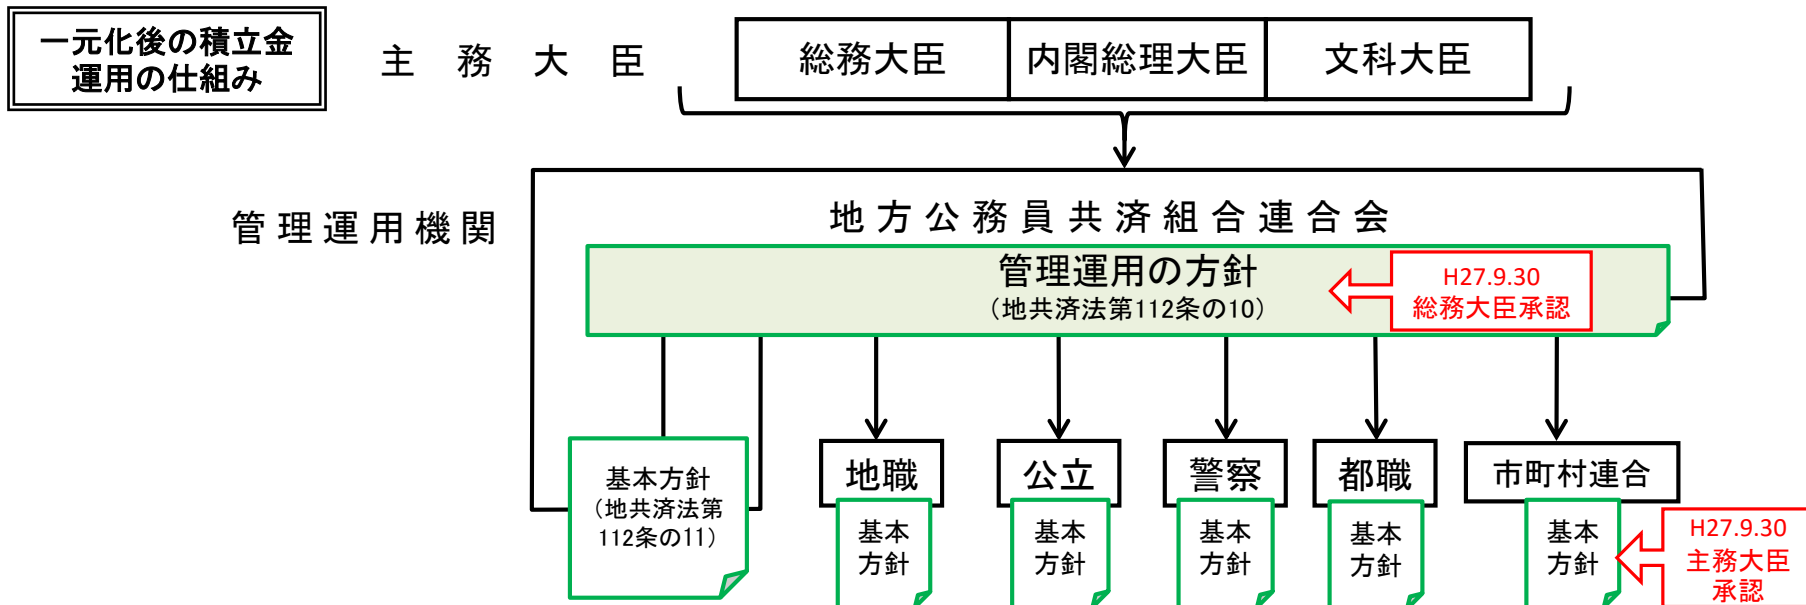 一元化後の積立金
運用の仕組み
主務大臣
総務大臣
内閣総理大臣
文科大臣
管理運用機関
地方公務員共済組合連合会
管理運用の方針
（地共済法第112条の10）
H27.9.30
総務大臣承認
基本方針
（地共済法第
112条の11）
地職
公立
警察
都職
市町村連合
基本
方針
基本
方針
基本
方針
基本
方針
基本
方針
H27.9.30
主務大臣
承認